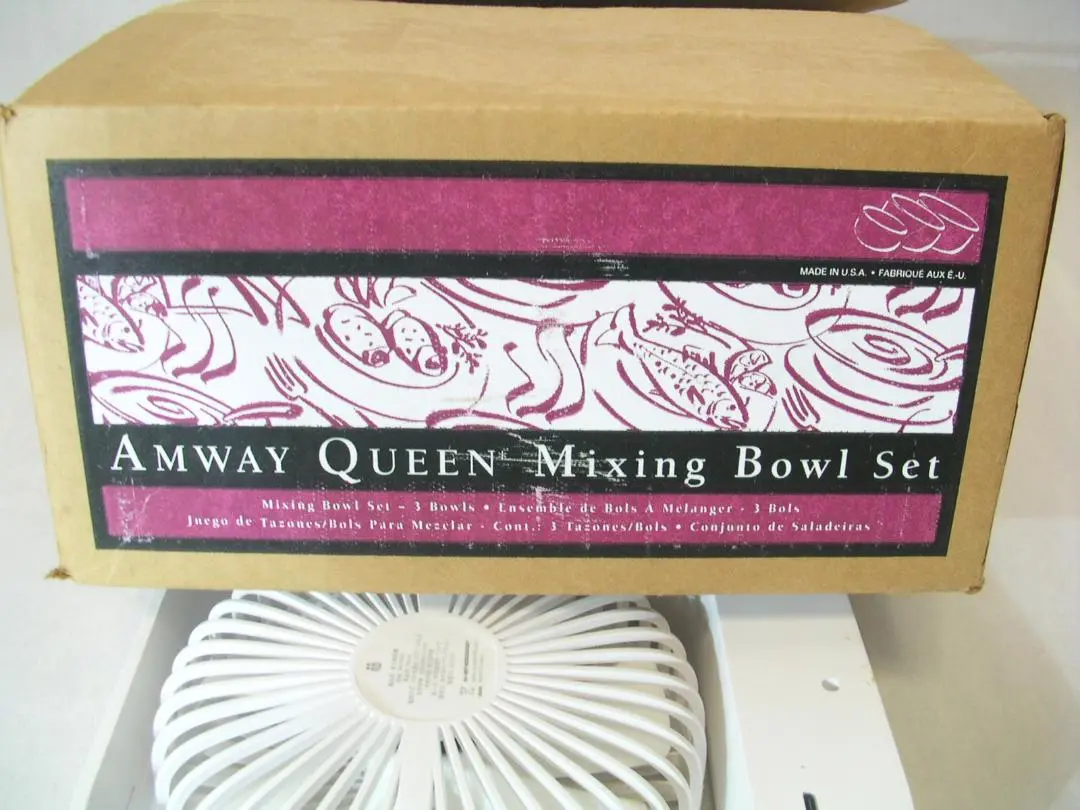 MADE IN U.S.A. • FABRIQUÉ AUX É.-U.
AMWAY QUEEN* Mixing Bowl Set
Mixing Bowl Set – 3 Bowls • Ensemble de Bols À Mélanger - 3 Bols
Juego de Tazones/Bols Para Mezclar - Cont.: 3 Tazones/Bols • Conjunto de Saladeiras